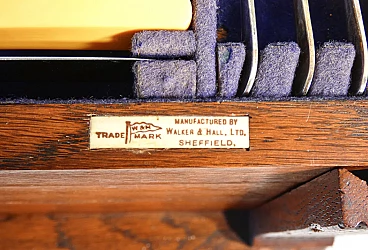 TRADE W&H MARK
MANUFACTURED BY
WALKER & HALL, LTD.
SHEFFIELD.